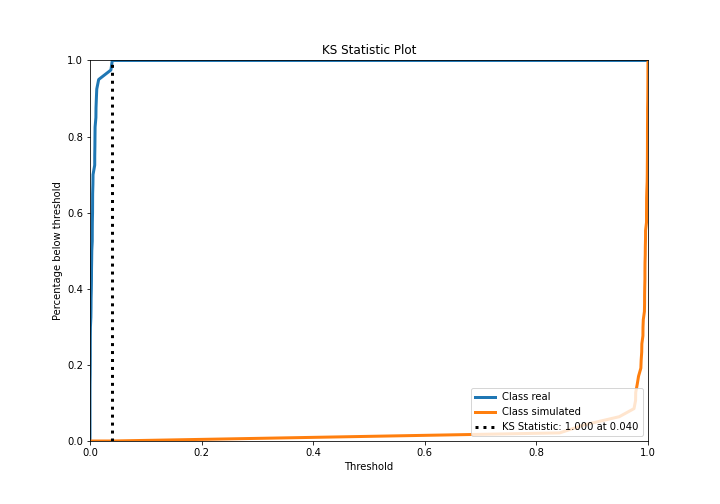 KS Statistic Plot
1.0
0.8
0.6
0.4
0.2
0.0
Percentage below threshold
0.0 0.2 0.4 0.6 0.8 1.0
Threshold
Class real
Class simulated
KS Statistic: 1.000 at 0.040